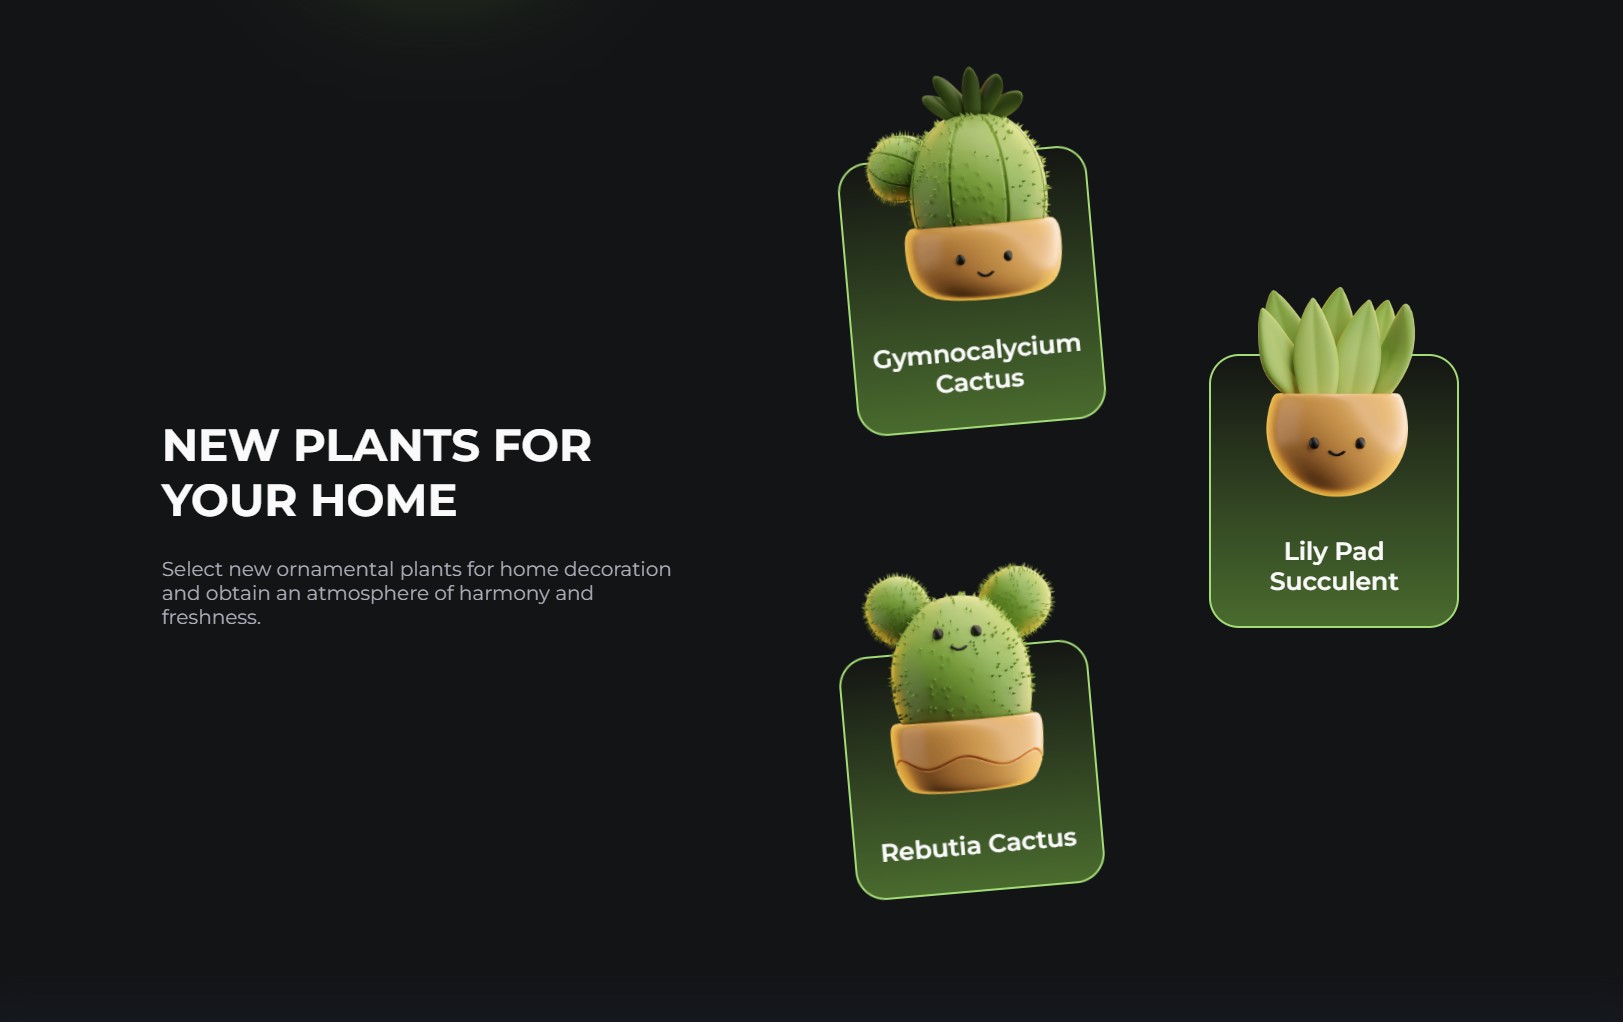 NEW PLANTS FOR
YOUR HOME
Select new ornamental plants for home decoration
and obtain an atmosphere of harmony and
freshness.
Gymnocalycium
Cactus
Lily Pad
Succulent
Rebutia Cactus